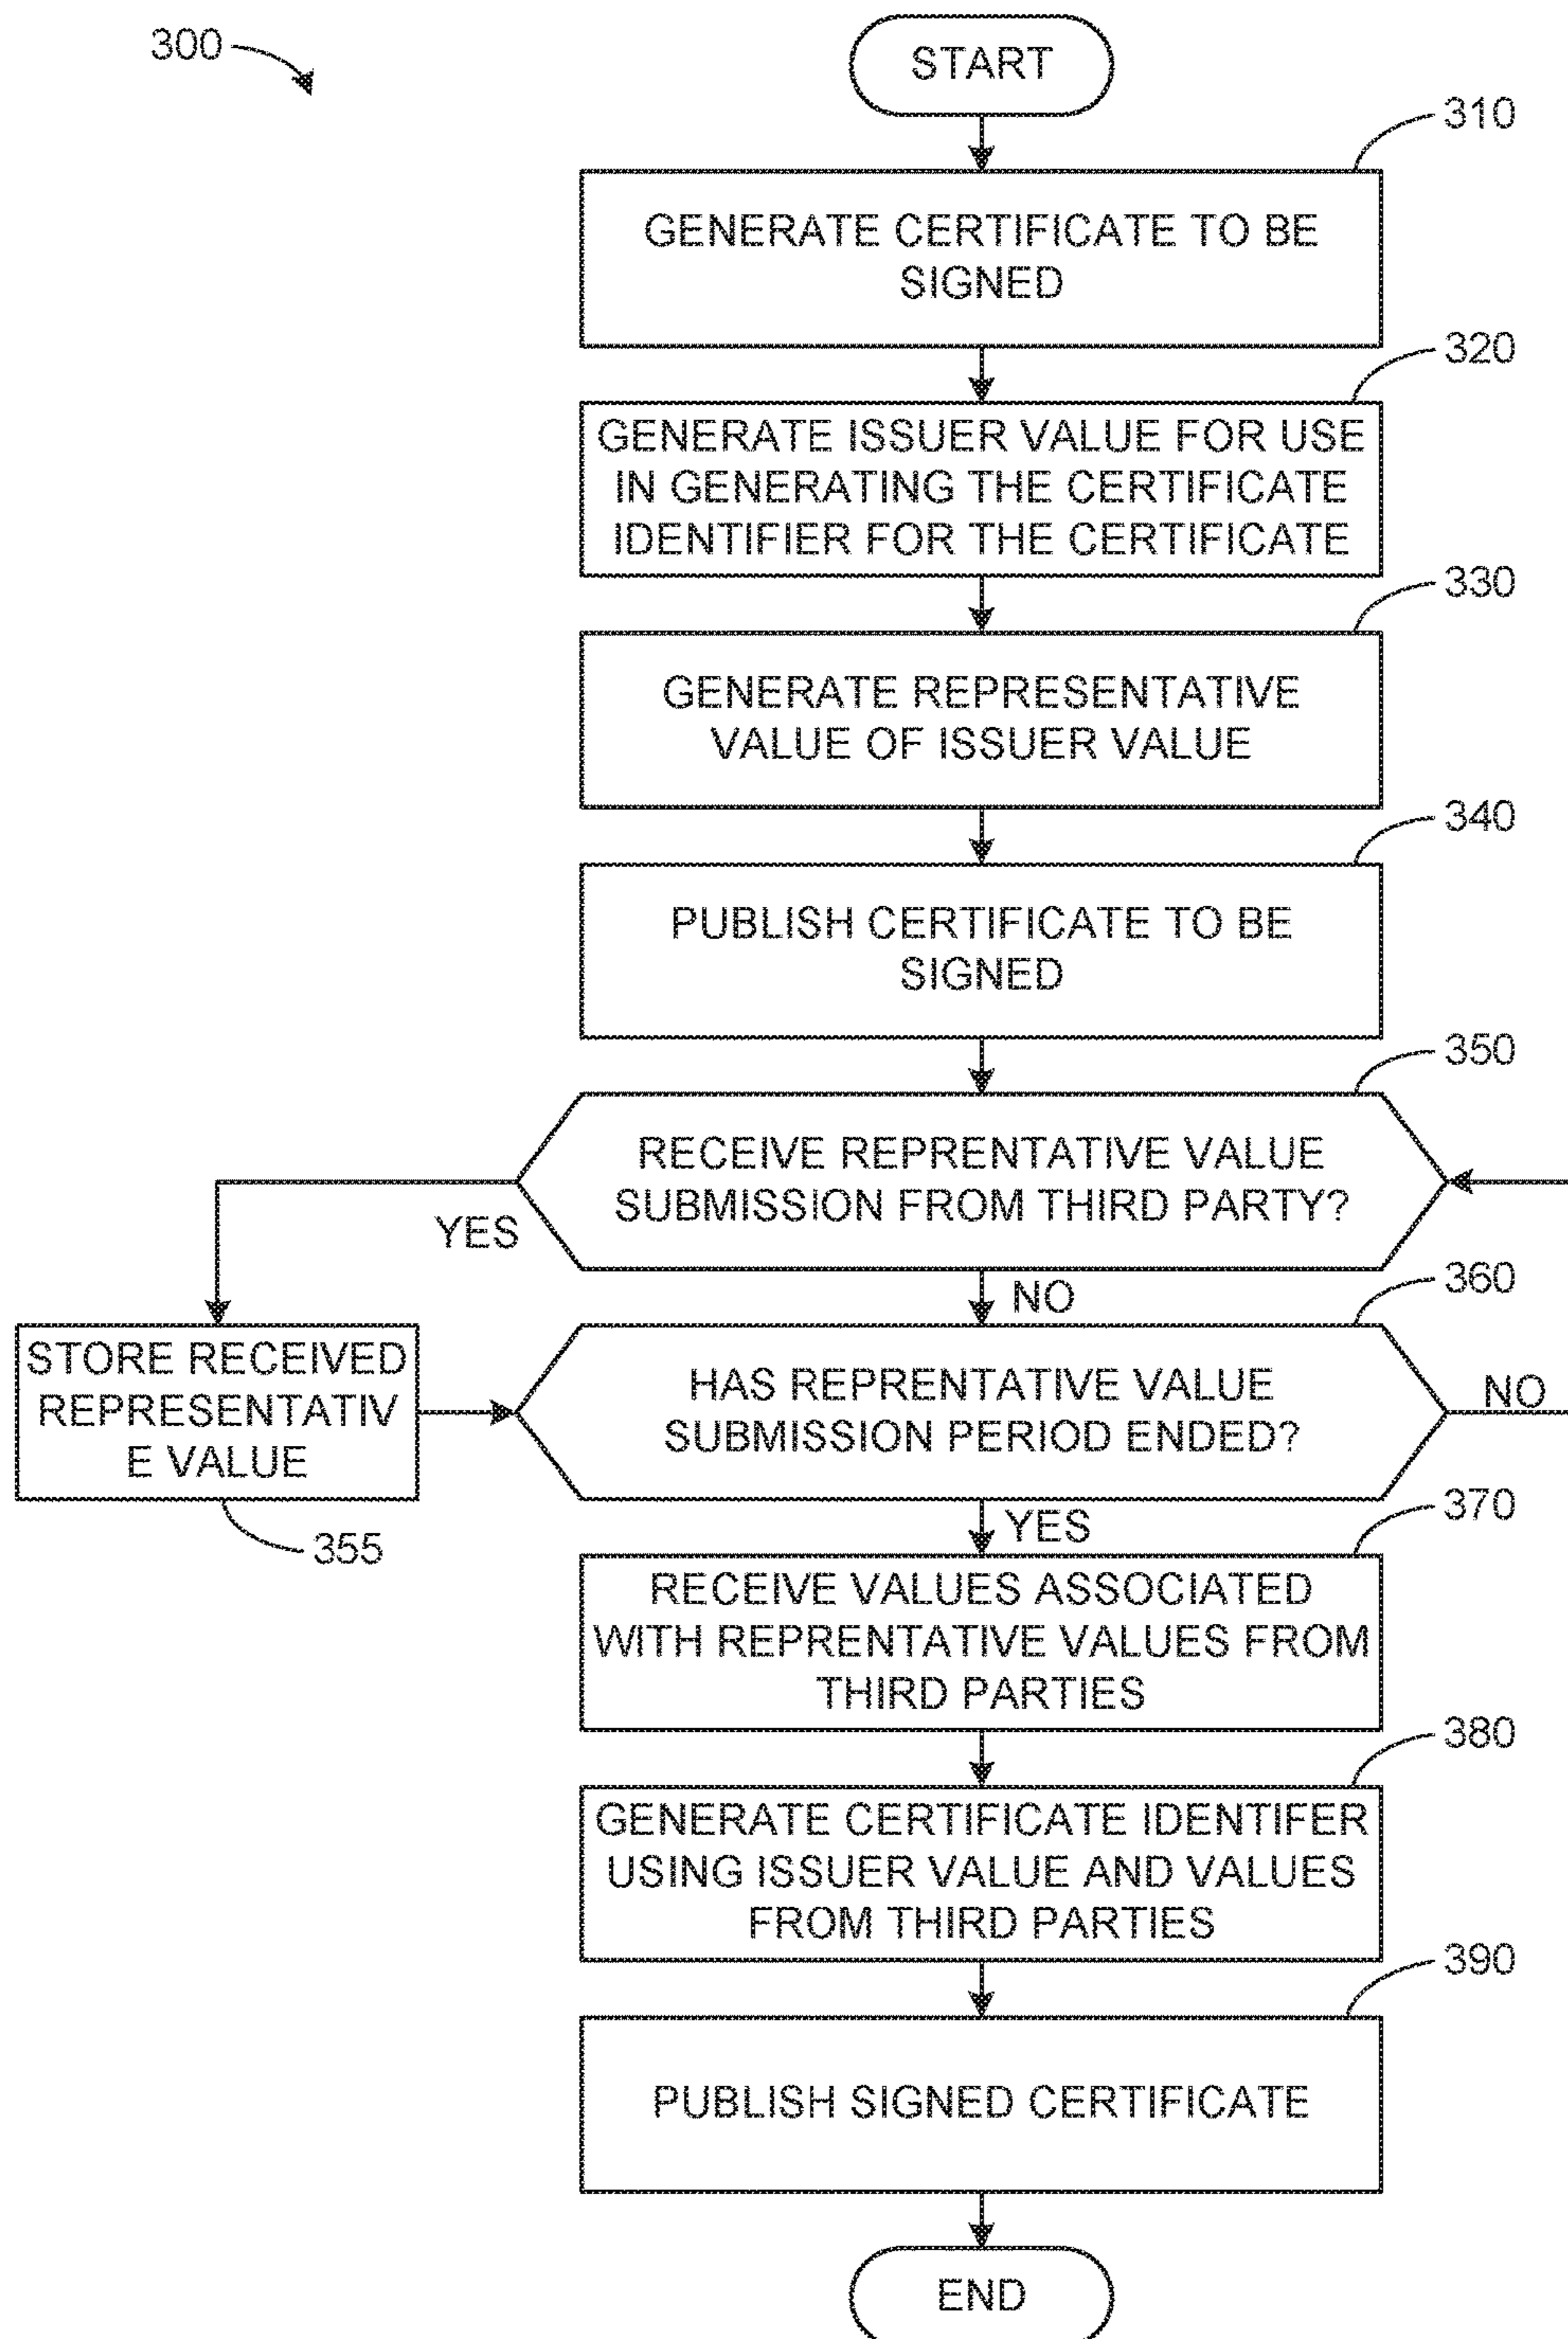 300
START
310
GENERATE CERTIFICATE TO BE
SIGNED
320
GENERATE ISSUER VALUE FOR USE
IN GENERATING THE CERTIFICATE
IDENTIFIER FOR THE CERTIFICATE
330
GENERATE REPRESENTATIVE
VALUE OF ISSUER VALUE
340
PUBLISH CERTIFICATE TO BE
SIGNED
350
RECEIVE REPRENTATIVE VALUE
SUBMISSION FROM THIRD PARTY?
YES
NO
STORE RECEIVED
REPRESENTATIV
E VALUE
355
360
HAS REPRENTATIVE VALUE
SUBMISSION PERIOD ENDED?
NO
YES
370
RECEIVE VALUES ASSOCIATED
WITH REPRENTATIVE VALUES FROM
THIRD PARTIES
380
GENERATE CERTIFICATE IDENTIFER
USING ISSUER VALUE AND VALUES
FROM THIRD PARTIES
390
PUBLISH SIGNED CERTIFICATE
END